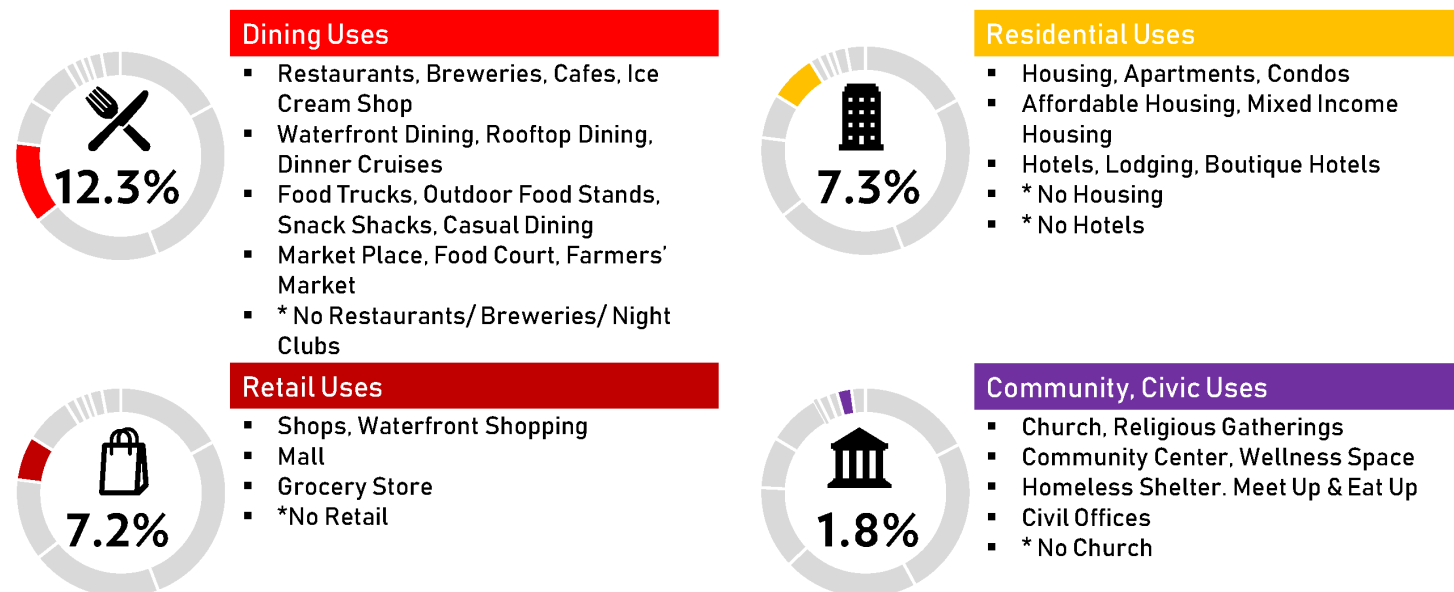 Dining Uses
▪ Restaurants, Breweries, Cafes, Ice
Cream Shop
▪ Waterfront Dining, Rooftop Dining,
Dinner Cruises
▪ Food Trucks, Outdoor Food Stands,
Snack Shacks, Casual Dining
▪ Market Place, Food Court, Farmers’
Market
▪ * No Restaurants/ Breweries/ Night
Clubs
12.3%
Residential Uses
▪ Housing, Apartments, Condos
▪ Affordable Housing, Mixed Income
Housing
▪ Hotels, Lodging, Boutique Hotels
▪ * No Housing
▪ * No Hotels
7.3%
Retail Uses
▪ Shops, Waterfront Shopping
▪ Mall
▪ Grocery Store
▪ *No Retail
7.2%
Community, Civic Uses
▪ Church, Religious Gatherings
▪ Community Center, Wellness Space
▪ Homeless Shelter. Meet Up & Eat Up
▪ Civil Offices
▪ * No Church
1.8%